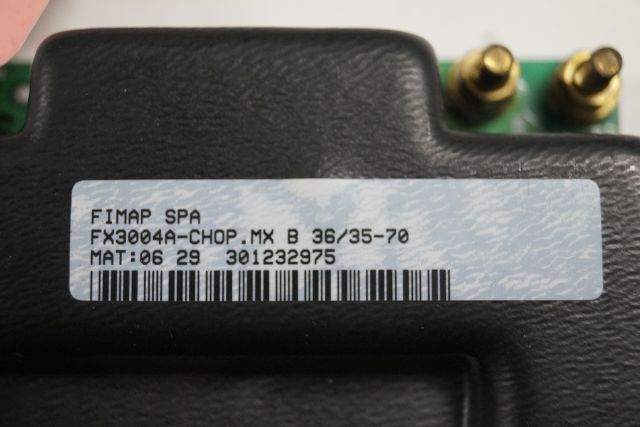 FIMAP SPA
FX3004A-CHOP.MX B 36/35-70
MAT:06 29 301232975